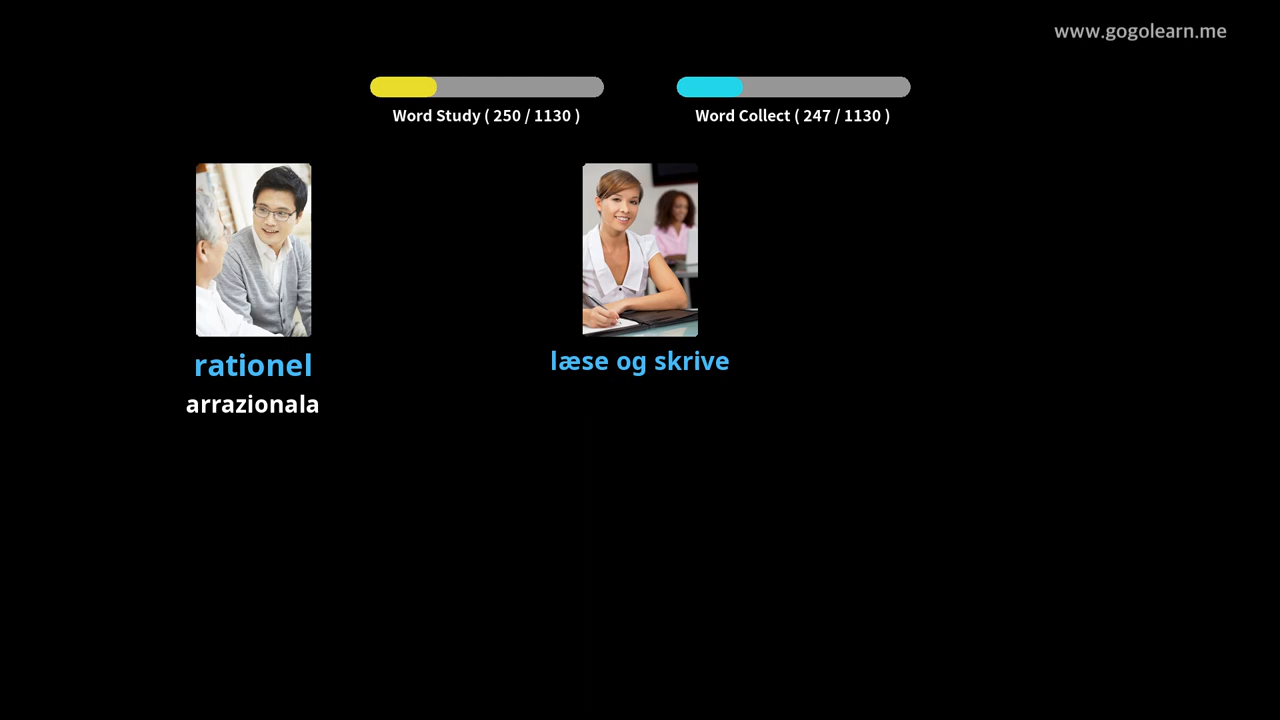 www.gogolearn.me
Word Study ( 250 / 1130 )
Word Collect ( 247 / 1130 )
rationel
arrazionala
læse og skrive